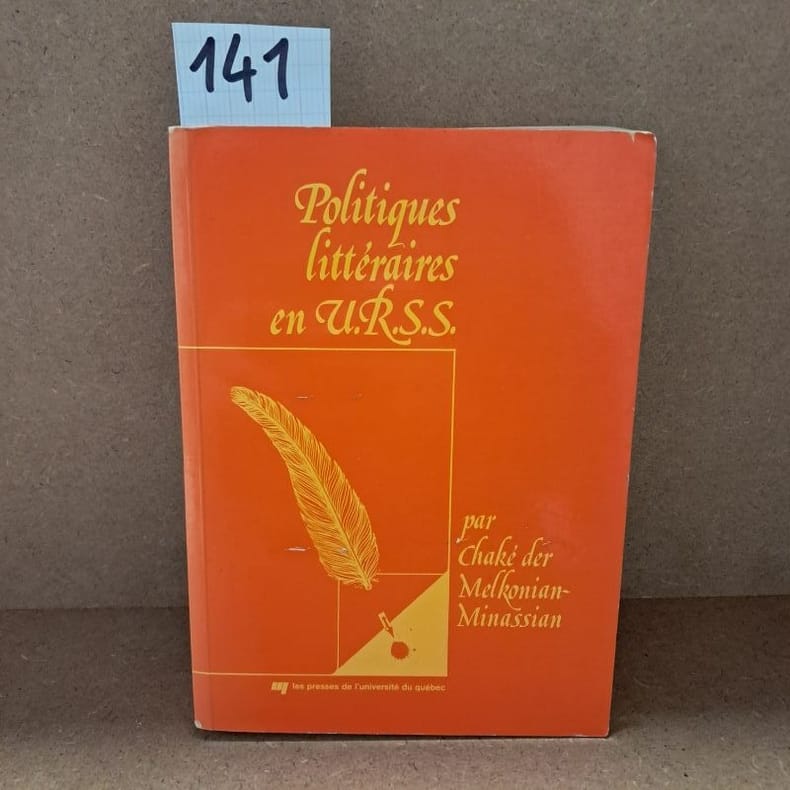 141
Politiques
littéraires
en U.R.S.S.
par
Chaké der
Melkonian-
Minassian
les presses de l'université du québec